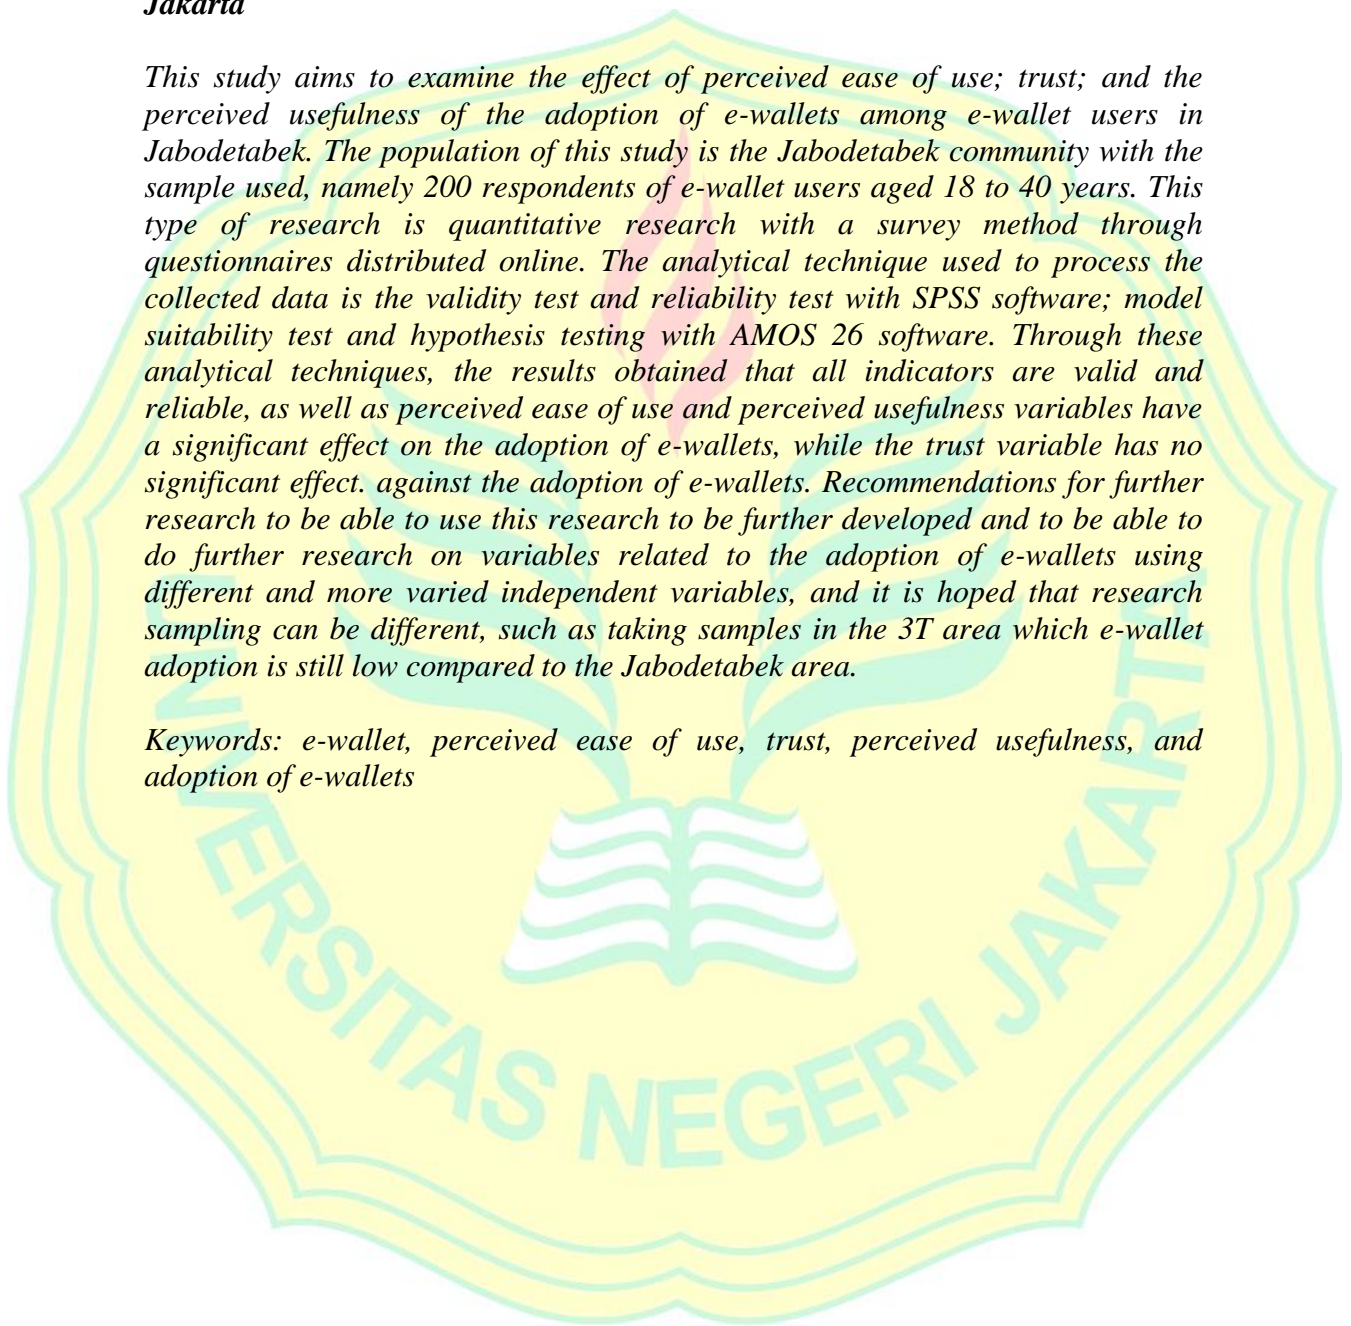 Jakarta
This study aims to examine the effect of perceived ease of use; trust; and the
perceived usefulness of the adoption of e-wallets among e-wallet users in
Jabodetabek. The population of this study is the Jabodetabek community with the
sample used, namely 200 respondents of e-wallet users aged 18 to 40 years. This
type of research is quantitative research with a survey method through
questionnaires distributed online. The analytical technique used to process the
collected data is the validity test and reliability test with SPSS software; model
suitability test and hypothesis testing with AMOS 26 software. Through these
analytical techniques, the results obtained that all indicators are valid and
reliable, as well as perceived ease of use and perceived usefulness variables have
a significant effect on the adoption of e-wallets, while the trust variable has no
significant effect. against the adoption of e-wallets. Recommendations for further
research to be able to use this research to be further developed and to be able to
do further research on variables related to the adoption of e-wallets using
different and more varied independent variables, and it is hoped that research
sampling can be different, such as taking samples in the 3T area which e-wallet
adoption is still low compared to the Jabodetabek area.
Keywords: e-wallet, perceived ease of use, trust, perceived usefulness, and
adoption of e-wallets
UNIVERSITAS NEGERI JAKARTA